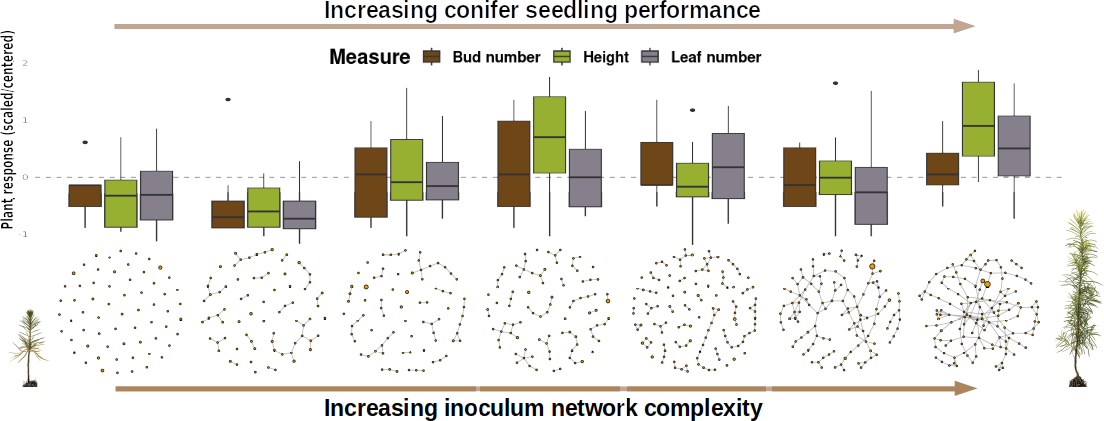 Increasing conifer seedling performance
Measure Bud number Height Leaf number
Plant response (scaled/centered)
2
1
0
-1
Increasing inoculum network complexity